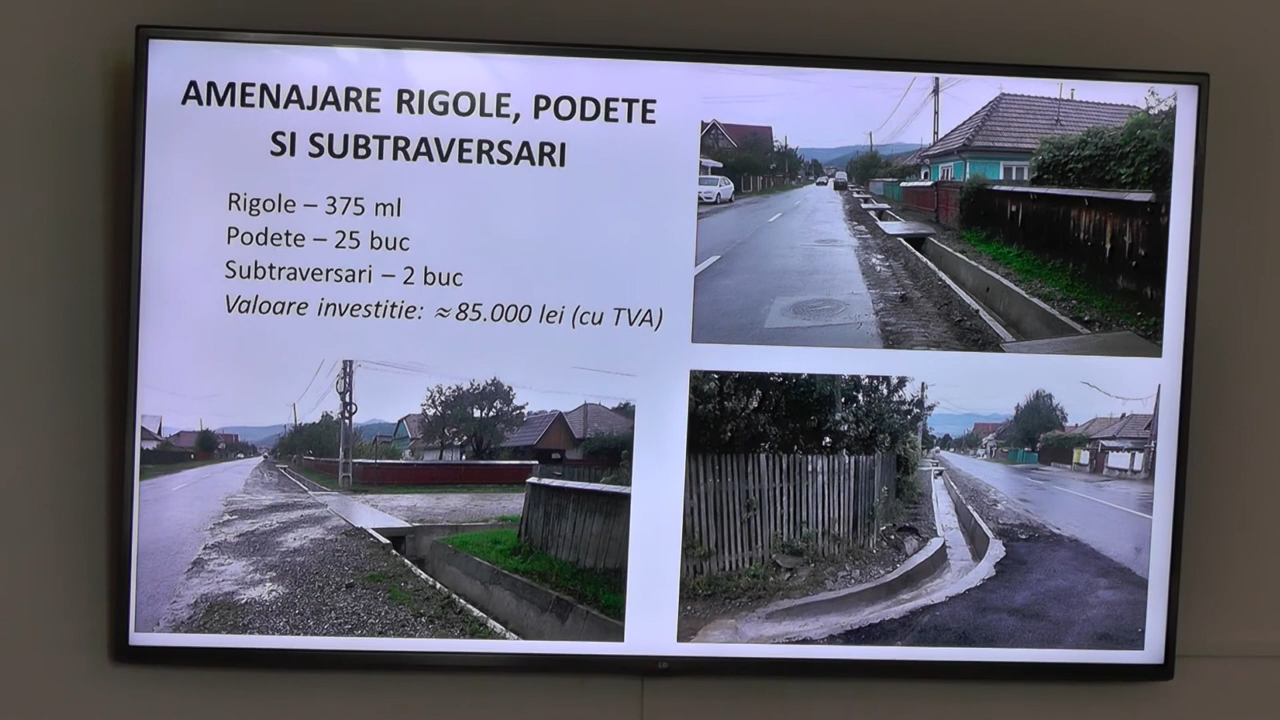 AMENAJARE RIGOLE, PODETE
SI SUBTRAVERSARI
Rigole – 375 ml
Podete – 25 buc
Subtraversari – 2 buc
Valoare investitie: ≈85.000 lei (cu TVA)
LG